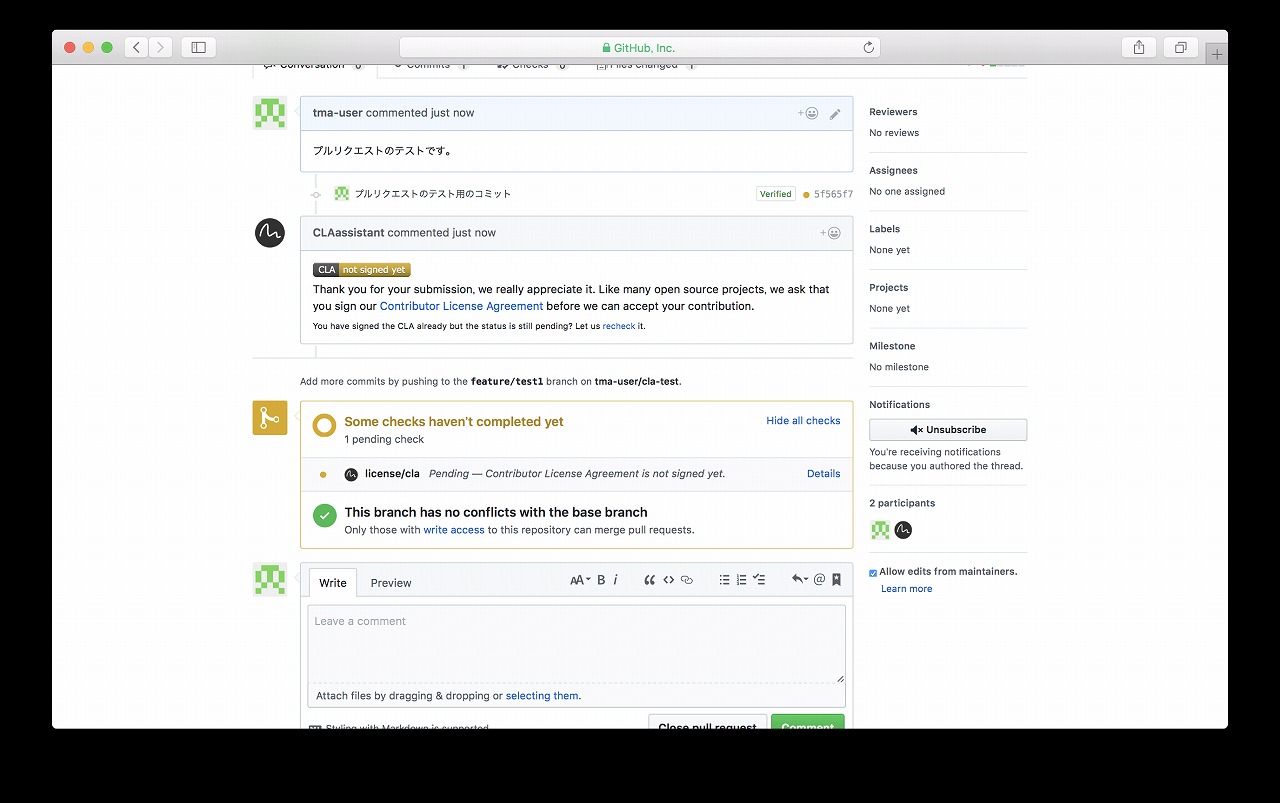 GitHub, Inc.
Conversation 0 Commits 1 Checks 0 Files changed 1
tma-user commented just now
プルリクエストのテストです。
プルリクエストのテスト用のコミット Verified 5f565f7
CLAassistant commented just now
CLA not signed yet
Thank you for your submission, we really appreciate it. Like many open source projects, we ask that
you sign our Contributor License Agreement before we can accept your contribution.
You have signed the CLA already but the status is still pending? Let us recheck it.
Add more commits by pushing to the feature/test1 branch on tma-user/cla-test.
Some checks haven't completed yet Hide all checks
1 pending check
license/cla Pending — Contributor License Agreement is not signed yet. Details
This branch has no conflicts with the base branch
Only those with write access to this repository can merge pull requests.
Write Preview AA B i
Leave a comment
Attach files by dragging & dropping or selecting them.
Styling with Markdown is supported
Close pull request Comment
Reviewers
No reviews
Assignees
No one assigned
Labels
None yet
Projects
None yet
Milestone
No milestone
Notifications
Unsubscribe
You're receiving notifications
because you authored the thread.
2 participants
Allow edits from maintainers.
Learn more